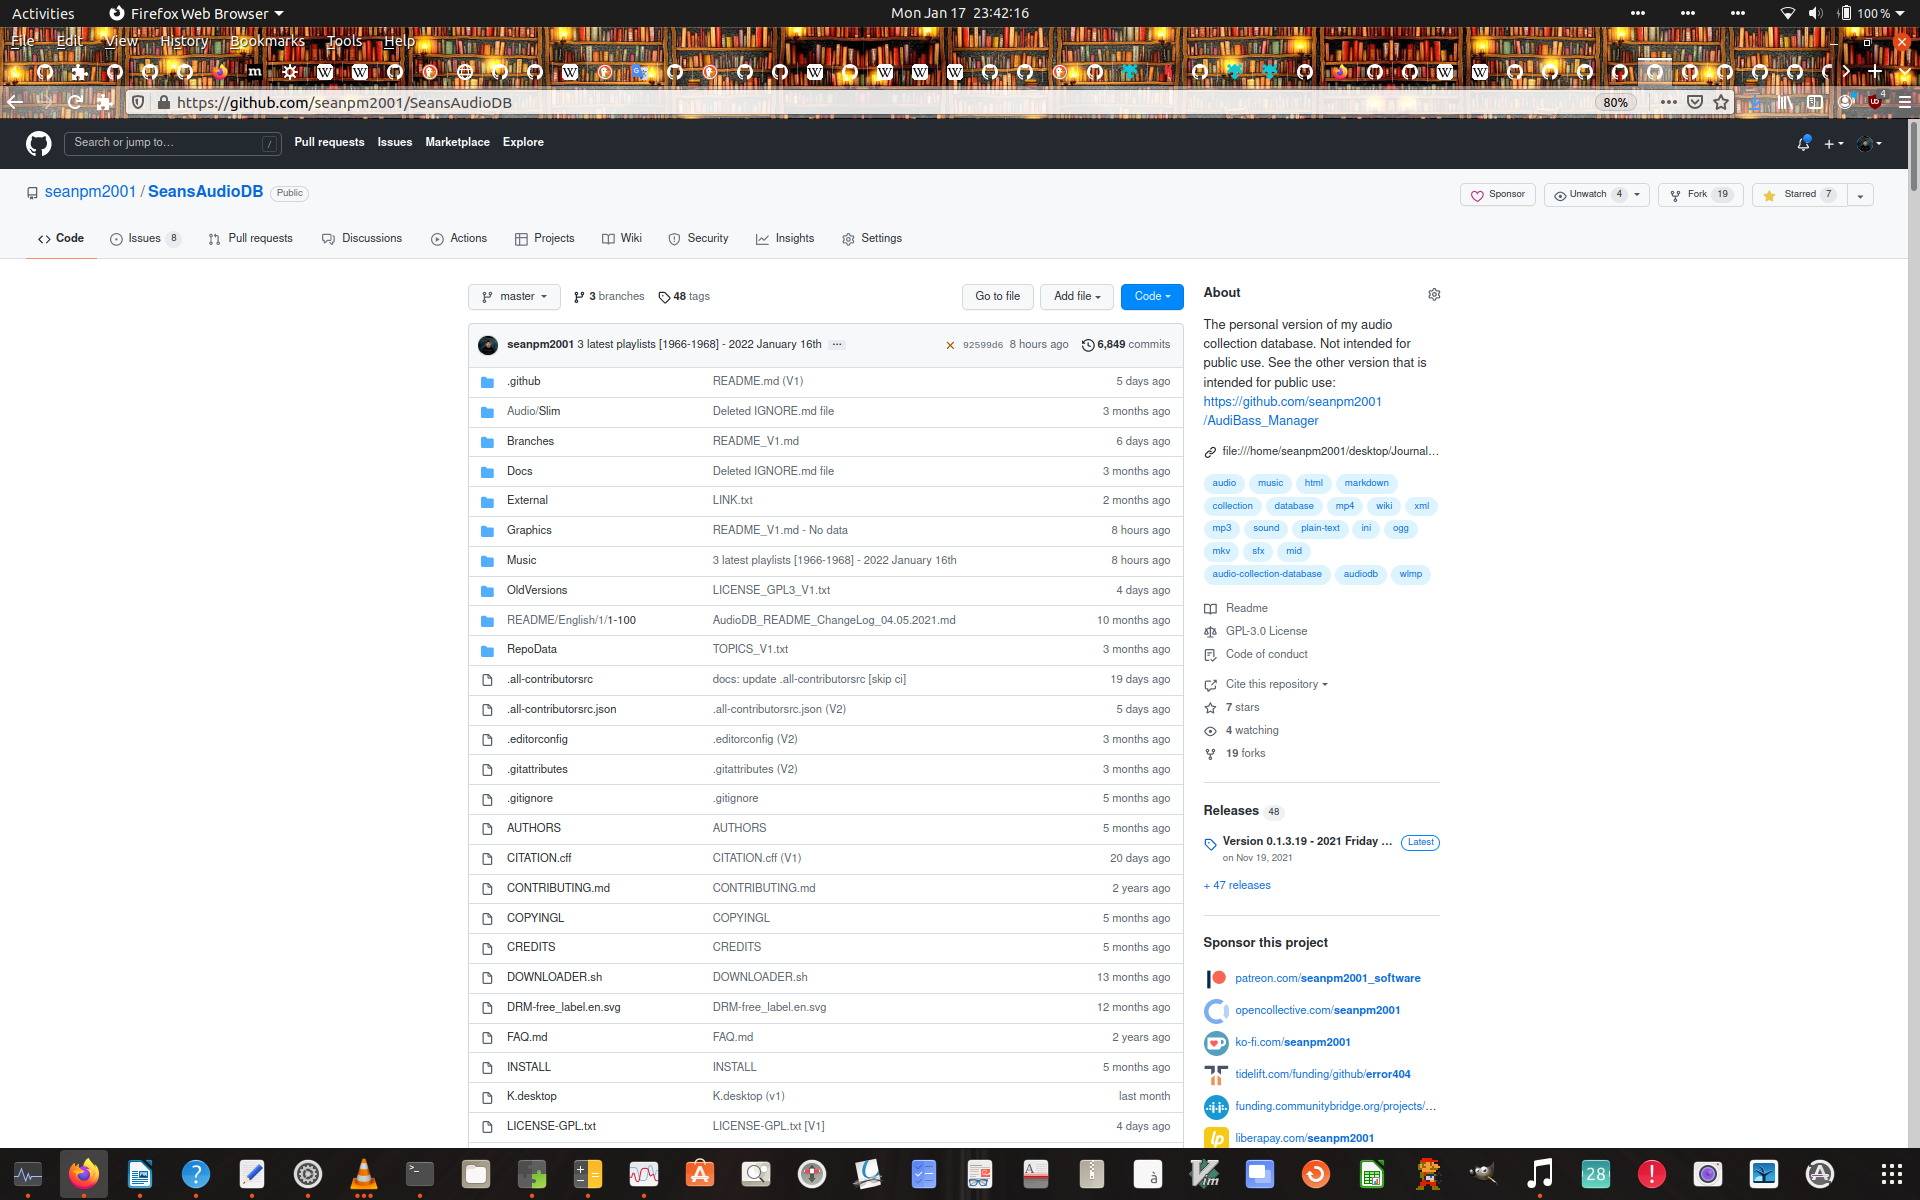 Activities Firefox Web Browser Mon Jan 17 23:42:16 100 %
File Edit View History Bookmarks Tools Help
https://github.com/seanpm2001/SeansAudioDB 80%
Search or jump to… / Pull requests Issues Marketplace Explore
seanpm2001 / SeansAudioDB Public Sponsor Unwatch 4 Fork 19 Starred 7
Code Issues 8 Pull requests Discussions Actions Projects Wiki Security Insights Settings
master 3 branches 48 tags Go to file Add file Code
seanpm2001 3 latest playlists [1966-1968] - 2022 January 16th ... 92599d6 8 hours ago 6,849 commits
.github README.md (V1) 5 days ago
Audio/Slim Deleted IGNORE.md file 3 months ago
Branches README_V1.md 6 days ago
Docs Deleted IGNORE.md file 3 months ago
External LINK.txt 2 months ago
Graphics README_V1.md - No data 8 hours ago
Music 3 latest playlists [1966-1968] - 2022 January 16th 8 hours ago
OldVersions LICENSE_GPL3_V1.txt 4 days ago
README/English/1/1-100 AudioDB_README_ChangeLog_04.05.2021.md 10 months ago
RepoData TOPICS_V1.txt 3 months ago
.all-contributorsrc docs: update .all-contributorsrc [skip ci] 19 days ago
.all-contributorsrc.json .all-contributorsrc.json (V2) 5 days ago
.editorconfig .editorconfig (V2) 3 months ago
.gitattributes .gitattributes (V2) 3 months ago
.gitignore .gitignore 5 months ago
AUTHORS AUTHORS 5 months ago
CITATION.cff CITATION.cff (V1) 20 days ago
CONTRIBUTING.md CONTRIBUTING.md 2 years ago
COPYINGL COPYINGL 5 months ago
CREDITS CREDITS 5 months ago
DOWNLOADER.sh DOWNLOADER.sh 13 months ago
DRM-free_label.en.svg DRM-free_label.en.svg 12 months ago
FAQ.md FAQ.md 2 years ago
INSTALL INSTALL 5 months ago
K.desktop K.desktop (v1) last month
LICENSE-GPL.txt LICENSE-GPL.txt [V1] 4 days ago
About
The personal version of my audio
collection database. Not intended for
public use. See the other version that is
intended for public use:
https://github.com/seanpm2001
/AudiBass_Manager
file:///home/seanpm2001/desktop/Journal…
audio music html markdown
collection database mp4 wiki xml
mp3 sound plain-text ini ogg
mkv sfx mid
audio-collection-database audiodb wlmp
Readme
GPL-3.0 License
Code of conduct
Cite this repository
7 stars
4 watching
19 forks
Releases 48
Version 0.1.3.19 - 2021 Friday ... Latest
on Nov 19, 2021
+ 47 releases
Sponsor this project
patreon.com/seanpm2001_software
opencollective.com/seanpm2001
ko-fi.com/seanpm2001
tidelift.com/funding/github/error404
funding.communitybridge.org/projects/…
liberapay.com/seanpm2001
28